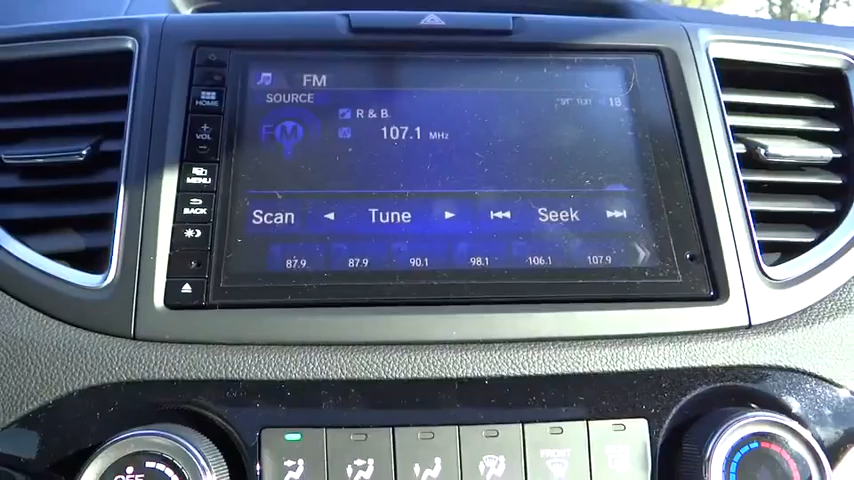 FM
SOURCE
HOME
R & B
FM
107.1 MHz
VOL
MENU
BACK
Scan Tune Seek
87.9 87.9 90.1 98.1 106.1 107.9
OFF
FRONT